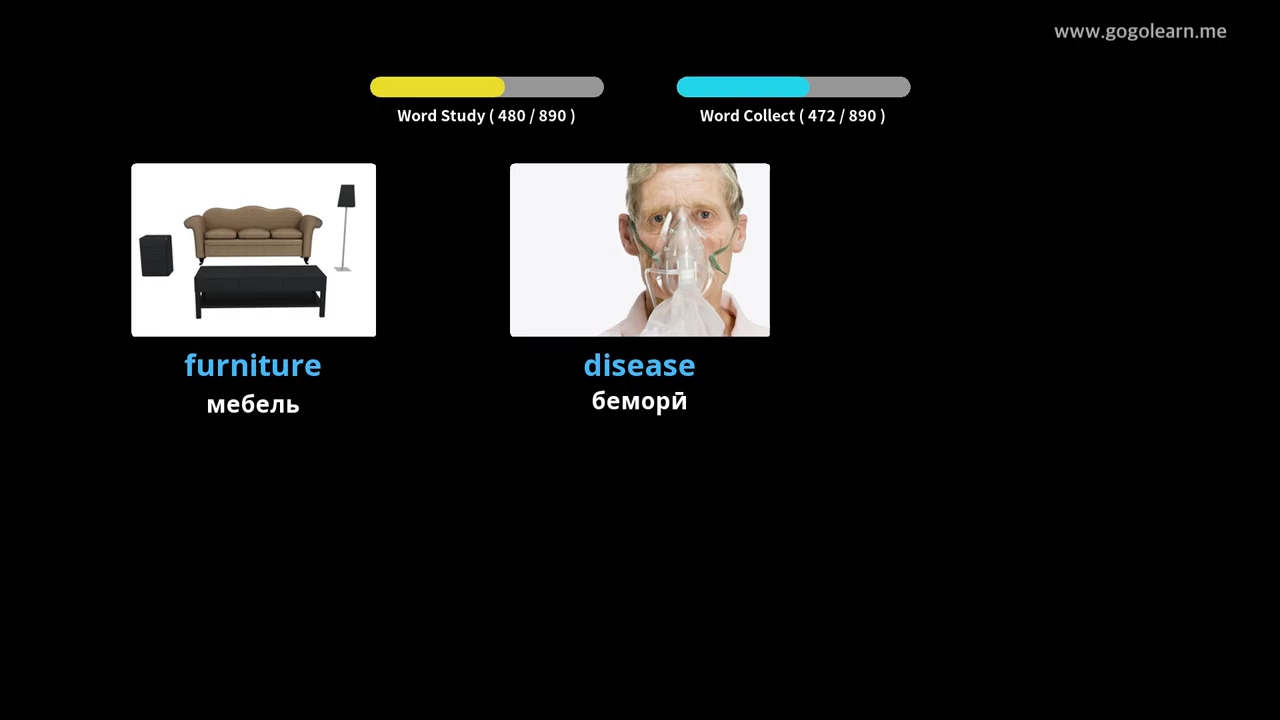 www.gogolearn.me
Word Study ( 480 / 890 )
Word Collect ( 472 / 890 )
furniture
мебель
disease
беморӣ